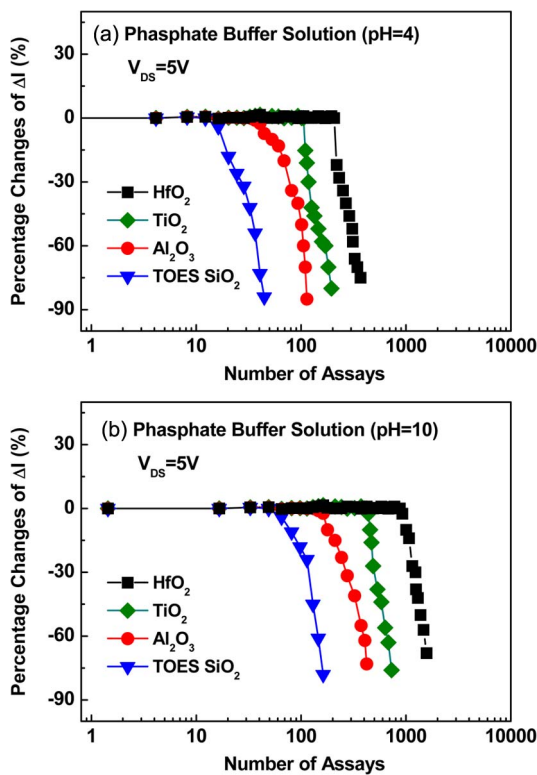 (a) Phasphate Buffer Solution (pH=4)
V_DS=5V
Percentage Changes of ΔI (%)
30
0
-30
-60
-90
HfO₂
TiO₂
Al₂O₃
TOES SiO₂
1 10 100 1000 10000
Number of Assays
(b) Phasphate Buffer Solution (pH=10)
V_DS=5V
Percentage Changes of ΔI (%)
30
0
-30
-60
-90
HfO₂
TiO₂
Al₂O₃
TOES SiO₂
1 10 100 1000 10000
Number of Assays